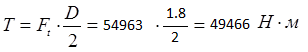 T = F_t · D/2 = 54963 · 1.8/2 = 49466 Н·м